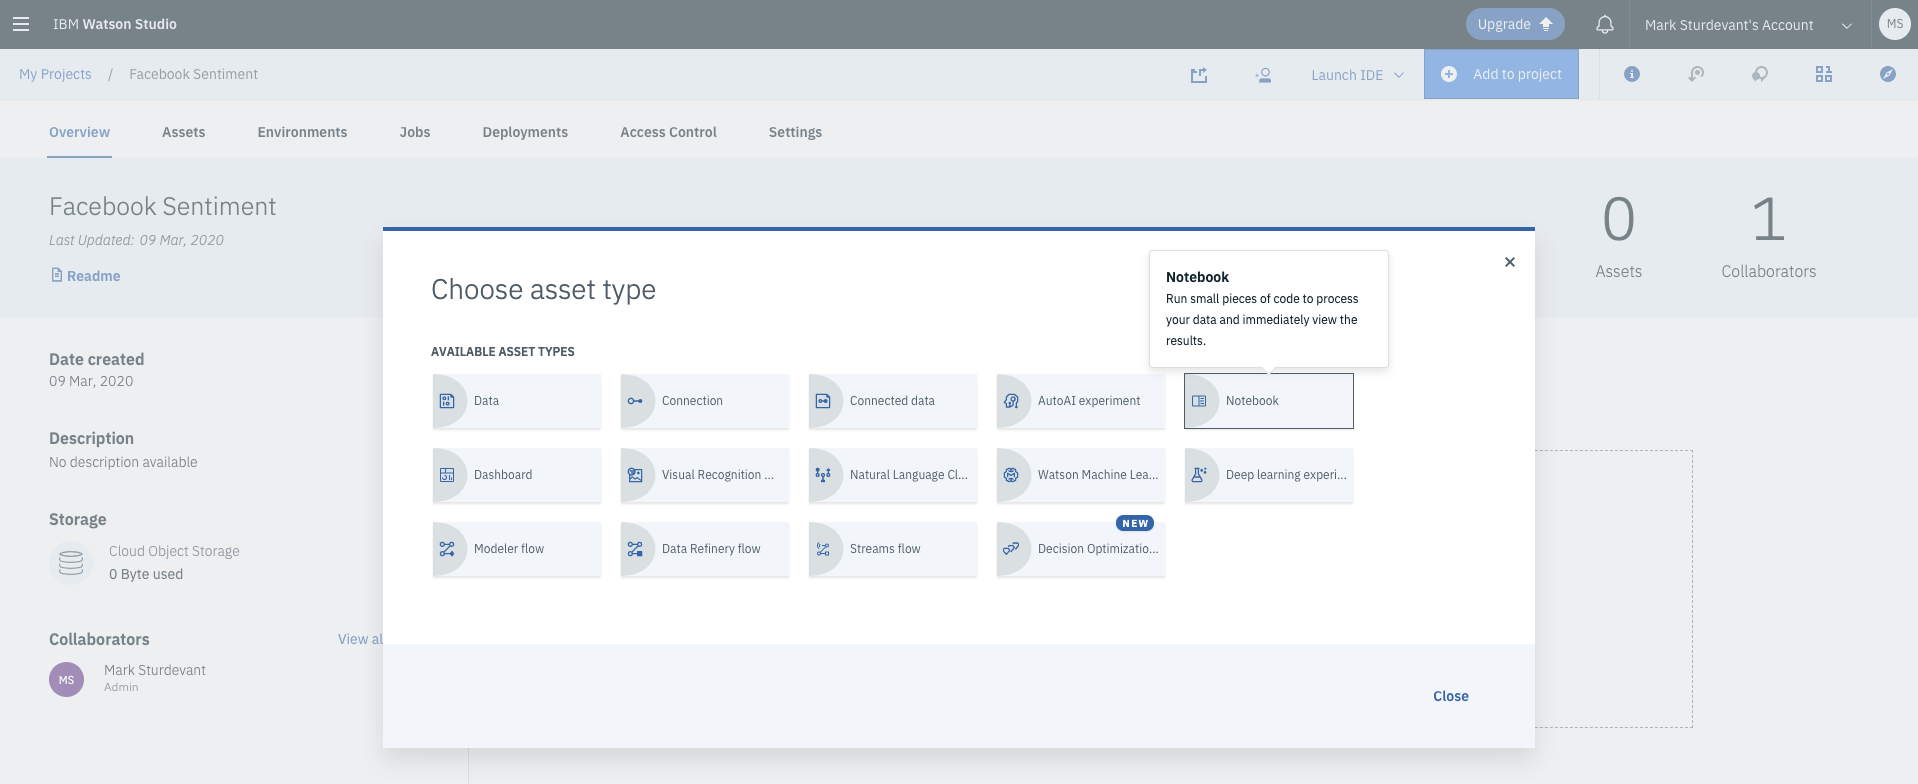 IBM Watson Studio
Upgrade
Mark Sturdevant's Account
MS
My Projects / Facebook Sentiment
Launch IDE
Add to project
Overview
Assets
Environments
Jobs
Deployments
Access Control
Settings
Facebook Sentiment
Last Updated: 09 Mar, 2020
Readme
0
Assets
1
Collaborators
Date created
09 Mar, 2020
Description
No description available
Storage
Cloud Object Storage
0 Byte used
Collaborators
View al
MS
Mark Sturdevant
Admin
Choose asset type
Notebook
Run small pieces of code to process
your data and immediately view the
results.
AVAILABLE ASSET TYPES
Data
Connection
Connected data
AutoAI experiment
Notebook
Dashboard
Visual Recognition ...
Natural Language Cl...
Watson Machine Lea...
Deep learning experi...
Modeler flow
Data Refinery flow
Streams flow
NEW
Decision Optimizatio...
Close